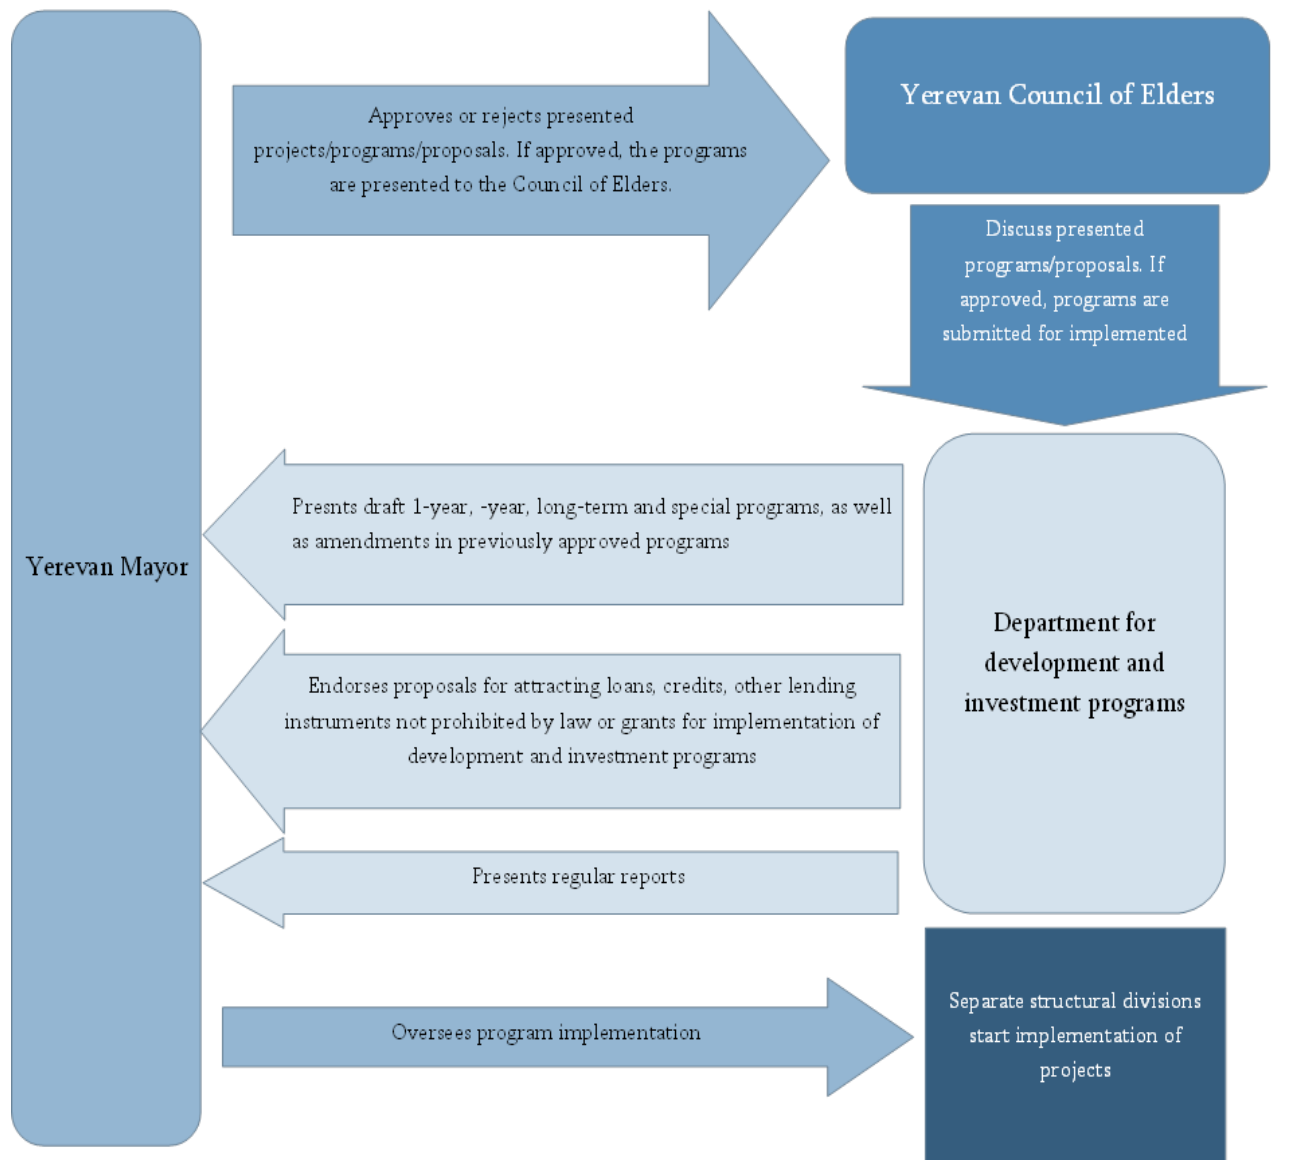 Yerevan Mayor
Approves or rejects presented
projects/programs/proposals. If approved, the programs
are presented to the Council of Elders.
Yerevan Council of Elders
Discuss presented
programs/proposals. If
approved, programs are
submitted for implemented
Presnts draft 1-year, -year, long-term and special programs, as well
as amendments in previously approved programs
Endorses proposals for attracting loans, credits, other lending
instruments not prohibited by law or grants for implementation of
development and investment programs
Presents regular reports
Department for
development and
investment programs
Oversees program implementation
Separate structural divisions
start implementation of
projects